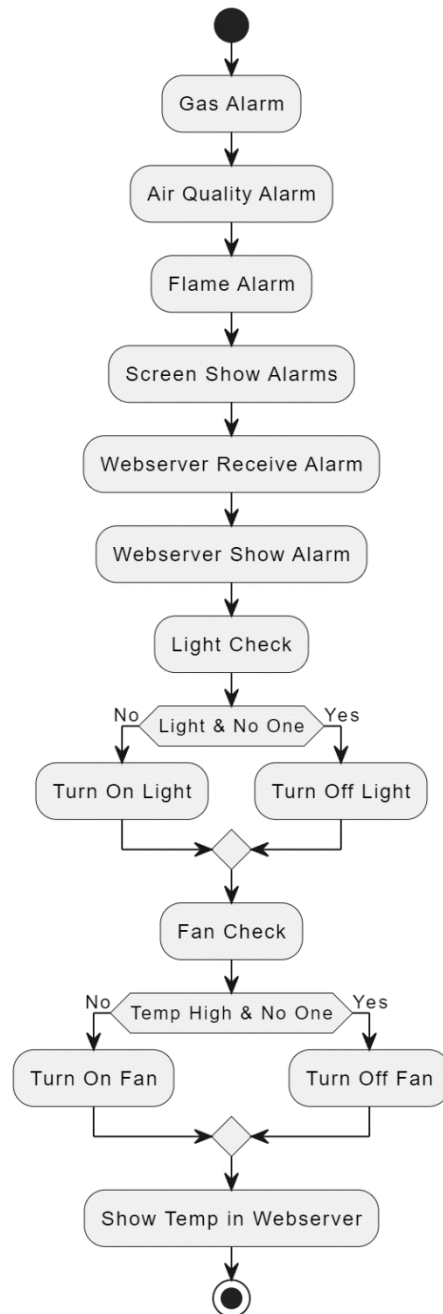 Gas Alarm
Air Quality Alarm
Flame Alarm
Screen Show Alarms
Webserver Receive Alarm
Webserver Show Alarm
Light Check
No
Light & No One
Yes
Turn On Light
Turn Off Light
Fan Check
No
Temp High & No One
Yes
Turn On Fan
Turn Off Fan
Show Temp in Webserver